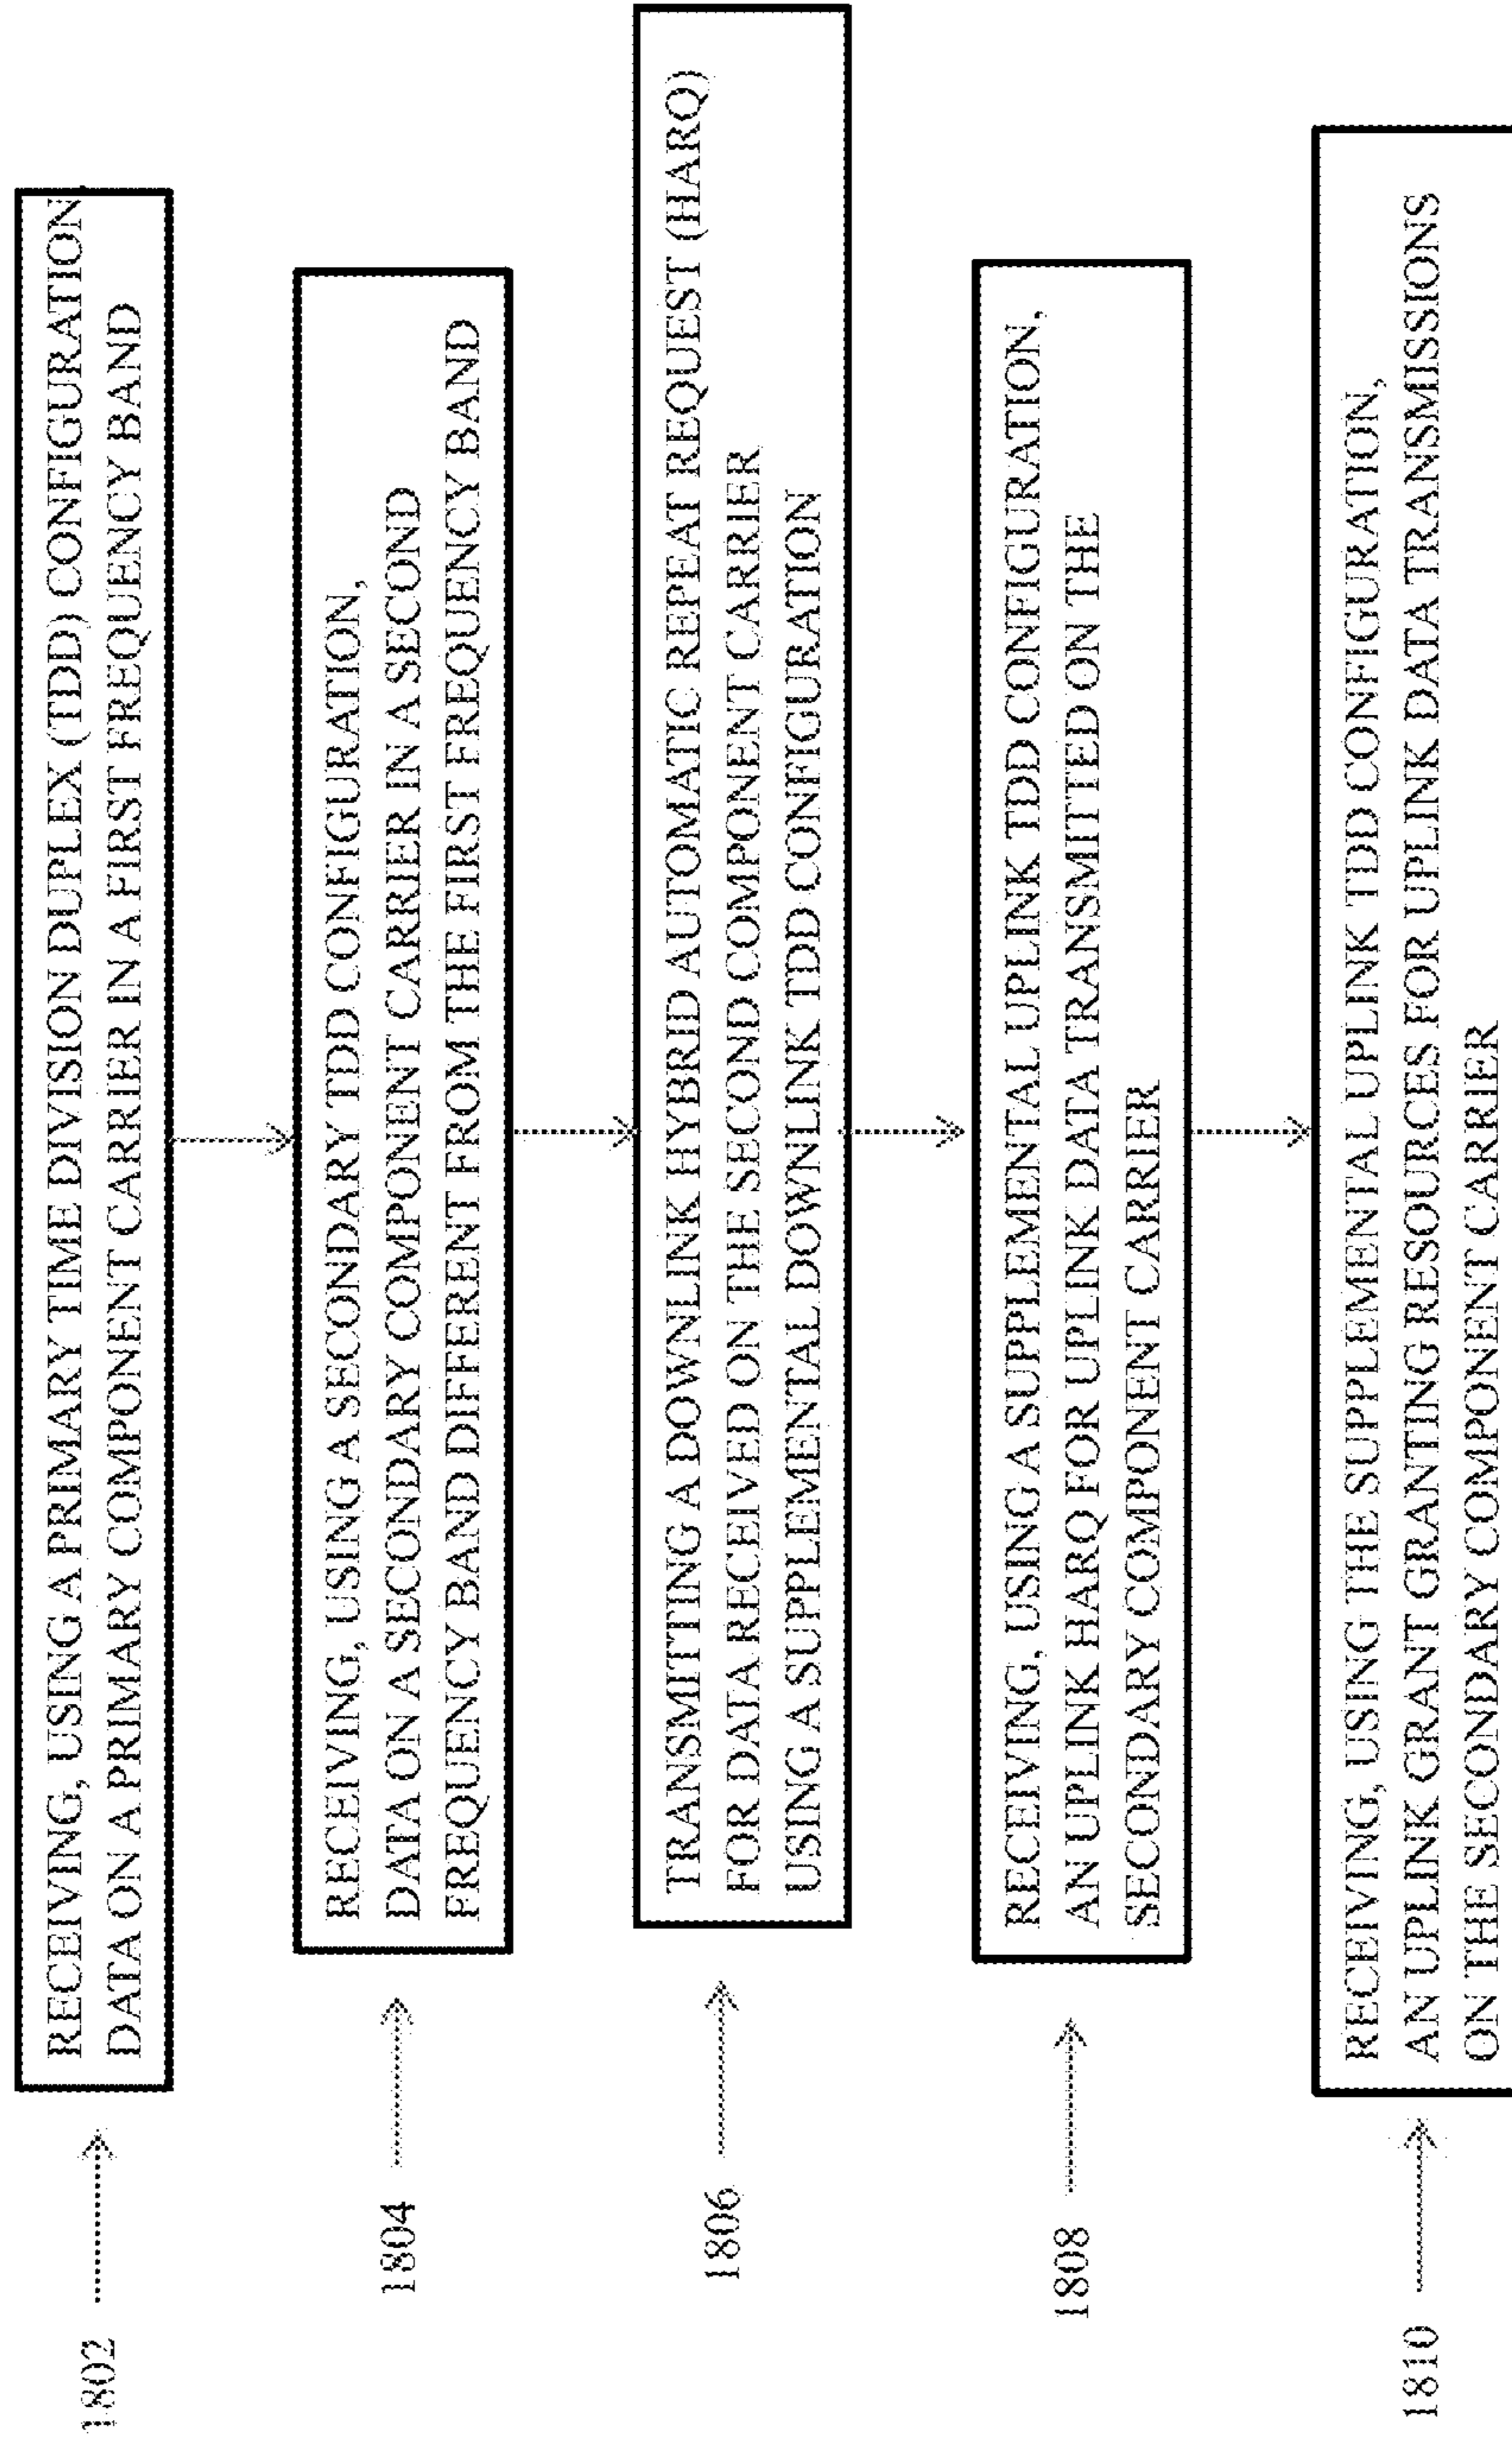 1802
RECEIVING, USING A PRIMARY TIME DIVISION DUPLEX (TDD) CONFIGURATION
DATA ON A PRIMARY COMPONENT CARRIER IN A FIRST FREQUENCY BAND
1804
RECEIVING, USING A SECONDARY TDD CONFIGURATION,
DATA ON A SECONDARY COMPONENT CARRIER IN A SECOND
FREQUENCY BAND DIFFERENT FROM THE FIRST FREQUENCY BAND
1806
TRANSMITTING A DOWNLINK HYBRID AUTOMATIC REPEAT REQUEST (HARQ)
FOR DATA RECEIVED ON THE SECOND COMPONENT CARRIER
USING A SUPPLEMENTAL DOWNLINK TDD CONFIGURATION
1808
RECEIVING, USING A SUPPLEMENTAL UPLINK TDD CONFIGURATION,
AN UPLINK HARQ FOR UPLINK DATA TRANSMITTED ON THE
SECONDARY COMPONENT CARRIER
1810
RECEIVING, USING THE SUPPLEMENTAL UPLINK TDD CONFIGURATION,
AN UPLINK GRANT GRANTING RESOURCES FOR UPLINK DATA TRANSMISSIONS
ON THE SECONDARY COMPONENT CARRIER